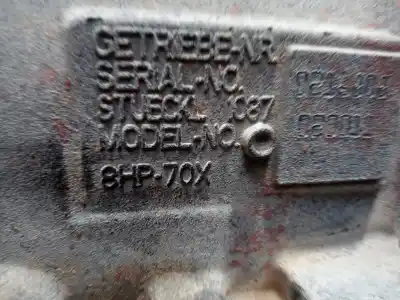 GETRIEBE-NR.
SERIAL-NO.
STUECKL. 1087
MODEL-NO.
8HP-70X